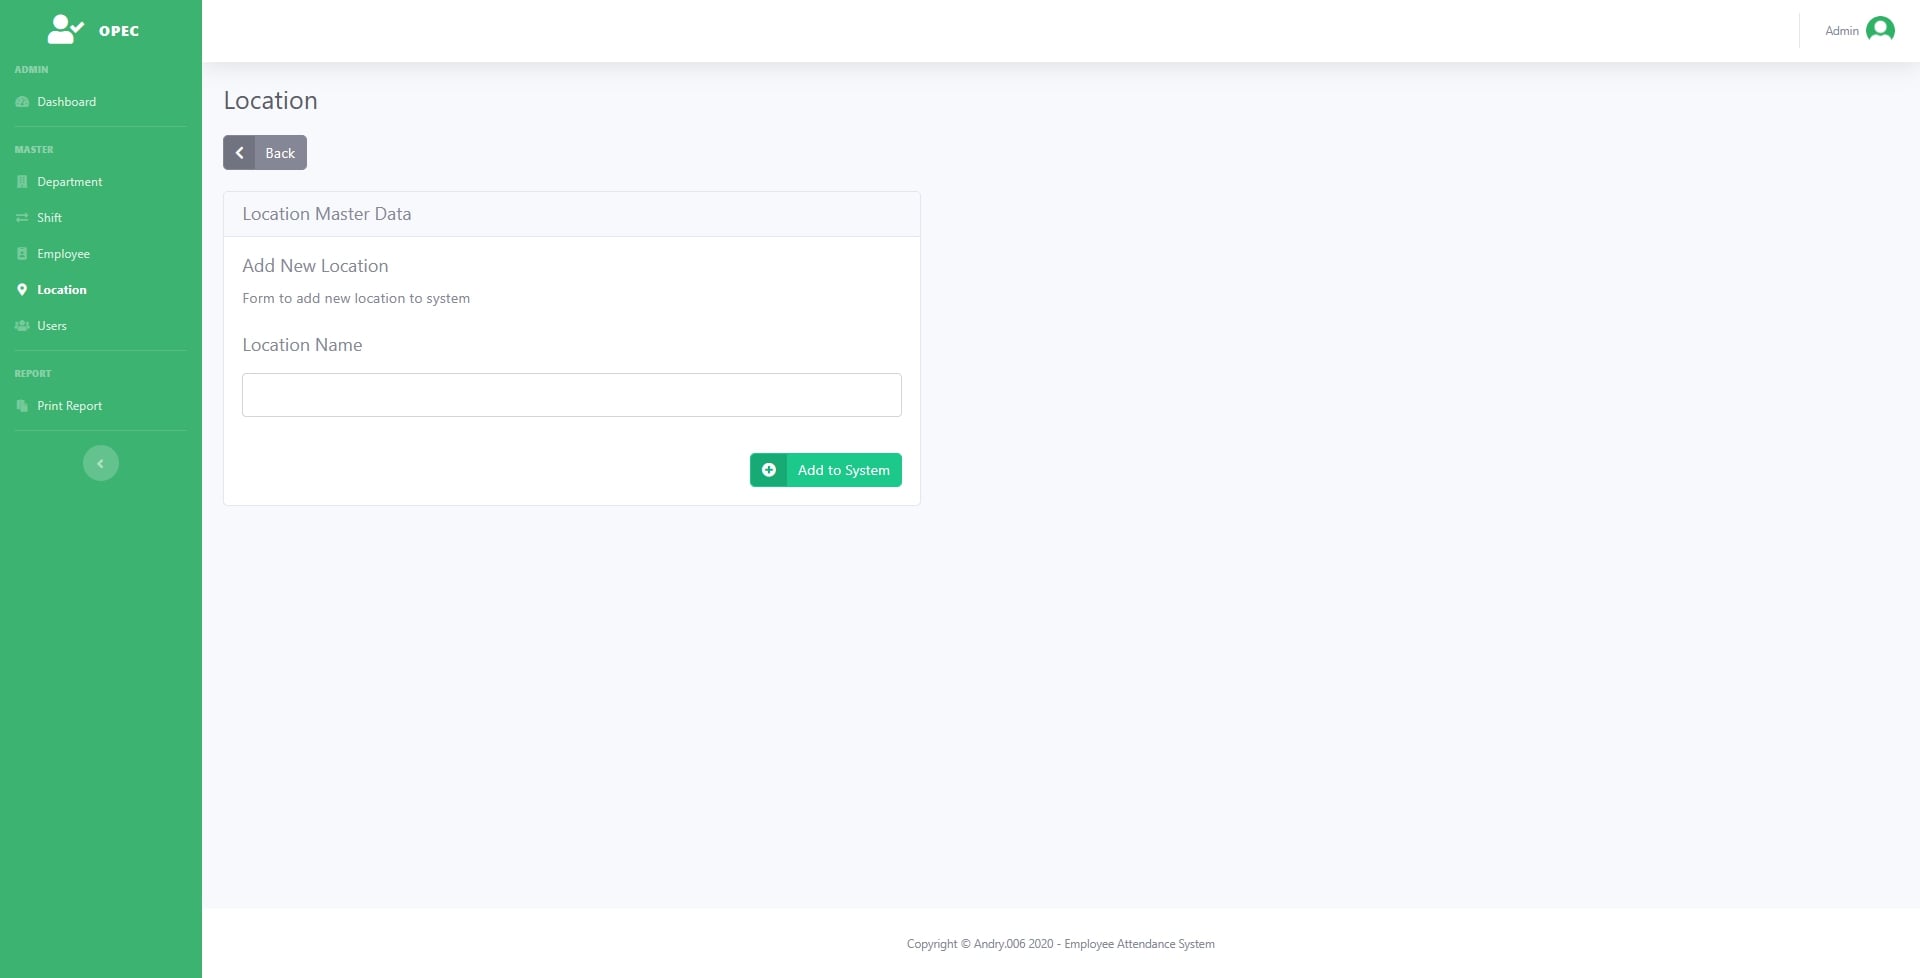 OPEC
ADMIN
Dashboard
MASTER
Department
Shift
Employee
Location
Users
REPORT
Print Report
Admin
Location
Back
Location Master Data
Add New Location
Form to add new location to system
Location Name
Add to System
Copyright © Andry.006 2020 - Employee Attendance System